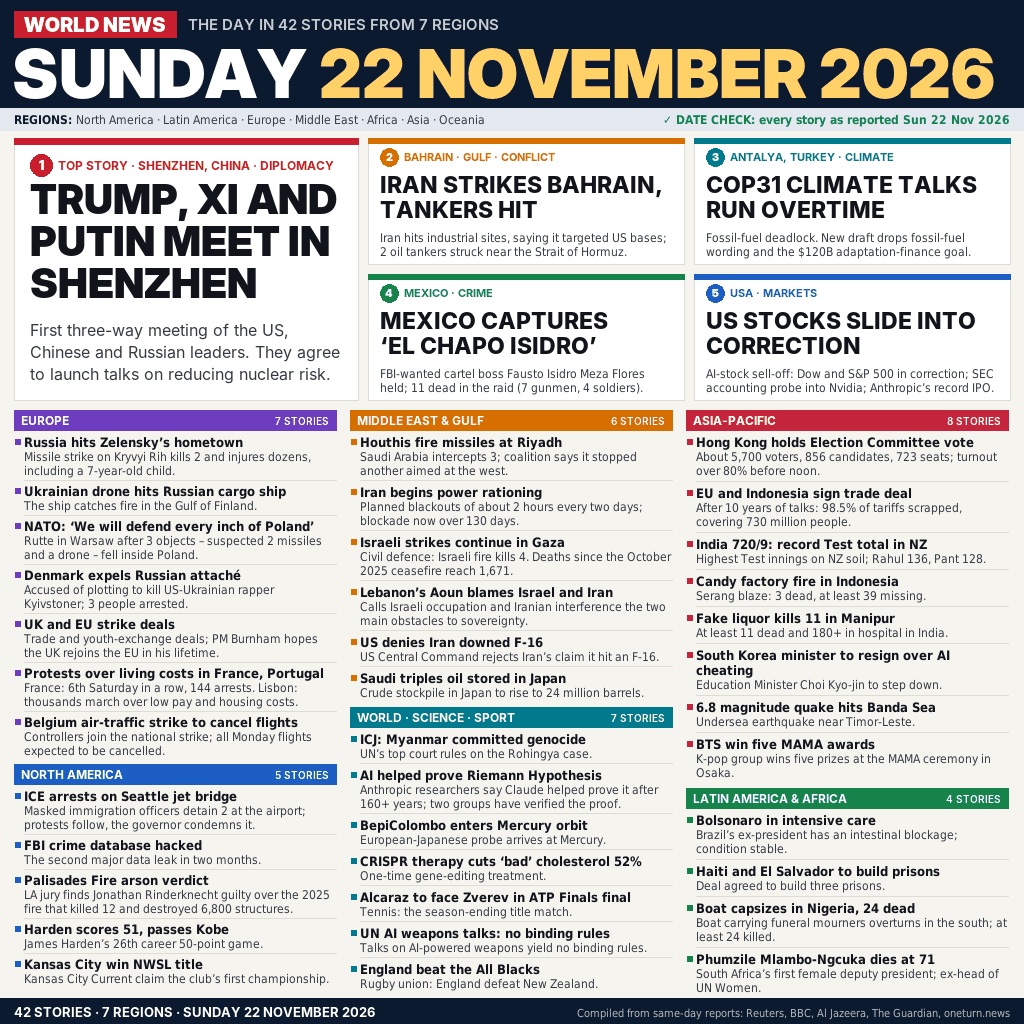 WORLD NEWS
THE DAY IN 42 STORIES FROM 7 REGIONS
SUNDAY 22 NOVEMBER 2026
REGIONS: North America · Latin America · Europe · Middle East · Africa · Asia · Oceania
✓ DATE CHECK: every story as reported Sun 22 Nov 2026
1 TOP STORY · SHENZHEN, CHINA · DIPLOMACY
TRUMP, XI AND
PUTIN MEET IN
SHENZHEN
First three-way meeting of the US,
Chinese and Russian leaders. They agree
to launch talks on reducing nuclear risk.
2 BAHRAIN · GULF · CONFLICT
IRAN STRIKES BAHRAIN,
TANKERS HIT
Iran hits industrial sites, saying it targeted US bases;
2 oil tankers struck near the Strait of Hormuz.
3 ANTALYA, TURKEY · CLIMATE
COP31 CLIMATE TALKS
RUN OVERTIME
Fossil-fuel deadlock. New draft drops fossil-fuel
wording and the $120B adaptation-finance goal.
4 MEXICO · CRIME
MEXICO CAPTURES
‘EL CHAPO ISIDRO’
FBI-wanted cartel boss Fausto Isidro Meza Flores
held; 11 dead in the raid (7 gunmen, 4 soldiers).
5 USA · MARKETS
US STOCKS SLIDE INTO
CORRECTION
AI-stock sell-off: Dow and S&P 500 in correction; SEC
accounting probe into Nvidia; Anthropic’s record IPO.
EUROPE 7 STORIES
Russia hits Zelensky’s hometown
Missile strike on Kryvyi Rih kills 2 and injures dozens,
including a 7-year-old child.
Ukrainian drone hits Russian cargo ship
The ship catches fire in the Gulf of Finland.
NATO: ‘We will defend every inch of Poland’
Rutte in Warsaw after 3 objects – suspected 2 missiles
and a drone – fell inside Poland.
Denmark expels Russian attaché
Accused of plotting to kill US-Ukrainian rapper
Kyivstoner; 3 people arrested.
UK and EU strike deals
Trade and youth-exchange deals; PM Burnham hopes
the UK rejoins the EU in his lifetime.
Protests over living costs in France, Portugal
France: 6th Saturday in a row, 144 arrests. Lisbon:
thousands march over low pay and housing costs.
Belgium air-traffic strike to cancel flights
Controllers join the national strike; all Monday flights
expected to be cancelled.
NORTH AMERICA 5 STORIES
ICE arrests on Seattle jet bridge
Masked immigration officers detain 2 at the airport;
protests follow, the governor condemns it.
FBI crime database hacked
The second major data leak in two months.
Palisades Fire arson verdict
LA jury finds Jonathan Rinderknecht guilty over the 2025
fire that killed 12 and destroyed 6,800 structures.
Harden scores 51, passes Kobe
James Harden’s 26th career 50-point game.
Kansas City win NWSL title
Kansas City Current claim the club’s first championship.
MIDDLE EAST & GULF 6 STORIES
Houthis fire missiles at Riyadh
Saudi Arabia intercepts 3; coalition says it stopped
another aimed at the west.
Iran begins power rationing
Planned blackouts of about 2 hours every two days;
blockade now over 130 days.
Israeli strikes continue in Gaza
Civil defence: Israeli fire kills 4. Deaths since the October
2025 ceasefire reach 1,671.
Lebanon’s Aoun blames Israel and Iran
Calls Israeli occupation and Iranian interference the two
main obstacles to sovereignty.
US denies Iran downed F-16
US Central Command rejects Iran’s claim it hit an F-16.
Saudi triples oil stored in Japan
Crude stockpile in Japan to rise to 24 million barrels.
WORLD · SCIENCE · SPORT 7 STORIES
ICJ: Myanmar committed genocide
UN’s top court rules on the Rohingya case.
AI helped prove Riemann Hypothesis
Anthropic researchers say Claude helped prove it after
160+ years; two groups have verified the proof.
BepiColombo enters Mercury orbit
European-Japanese probe arrives at Mercury.
CRISPR therapy cuts ‘bad’ cholesterol 52%
One-time gene-editing treatment.
Alcaraz to face Zverev in ATP Finals final
Tennis: the season-ending title match.
UN AI weapons talks: no binding rules
Talks on AI-powered weapons yield no binding rules.
England beat the All Blacks
Rugby union: England defeat New Zealand.
ASIA-PACIFIC 8 STORIES
Hong Kong holds Election Committee vote
About 5,700 voters, 856 candidates, 723 seats; turnout
over 80% before noon.
EU and Indonesia sign trade deal
After 10 years of talks: 98.5% of tariffs scrapped,
covering 730 million people.
India 720/9: record Test total in NZ
Highest Test innings on NZ soil; Rahul 136, Pant 128.
Candy factory fire in Indonesia
Serang blaze: 3 dead, at least 39 missing.
Fake liquor kills 11 in Manipur
At least 11 dead and 180+ in hospital in India.
South Korea minister to resign over AI
cheating
Education Minister Choi Kyo-jin to step down.
6.8 magnitude quake hits Banda Sea
Undersea earthquake near Timor-Leste.
BTS win five MAMA awards
K-pop group wins five prizes at the MAMA ceremony in
Osaka.
LATIN AMERICA & AFRICA 4 STORIES
Bolsonaro in intensive care
Brazil’s ex-president has an intestinal blockage;
condition stable.
Haiti and El Salvador to build prisons
Deal agreed to build three prisons.
Boat capsizes in Nigeria, 24 dead
Boat carrying funeral mourners overturns in the south; at
least 24 killed.
Phumzile Mlambo-Ngcuka dies at 71
South Africa’s first female deputy president; ex-head of
UN Women.
42 STORIES · 7 REGIONS · SUNDAY 22 NOVEMBER 2026
Compiled from same-day reports: Reuters, BBC, Al Jazeera, The Guardian, oneturn.news